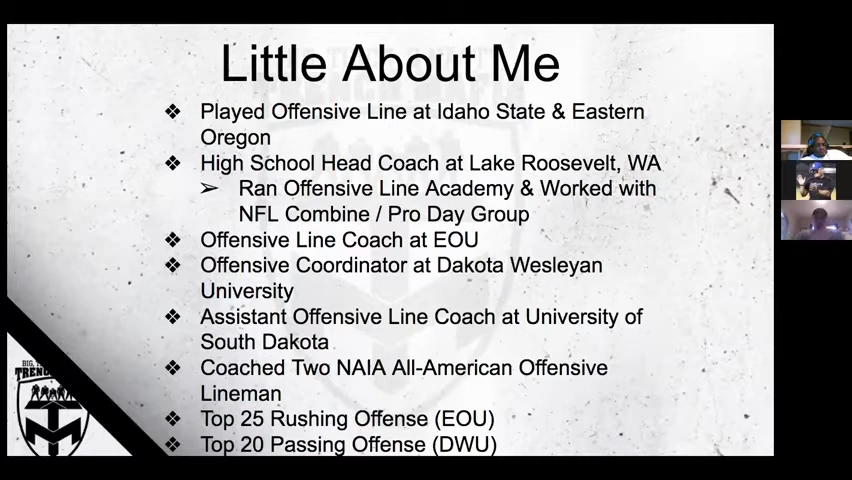 Little About Me
❖ Played Offensive Line at Idaho State & Eastern
Oregon
❖ High School Head Coach at Lake Roosevelt, WA
➢ Ran Offensive Line Academy & Worked with
NFL Combine / Pro Day Group
❖ Offensive Line Coach at EOU
❖ Offensive Coordinator at Dakota Wesleyan
University
❖ Assistant Offensive Line Coach at University of
South Dakota
❖ Coached Two NAIA All-American Offensive
Lineman
❖ Top 25 Rushing Offense (EOU)
❖ Top 20 Passing Offense (DWU)